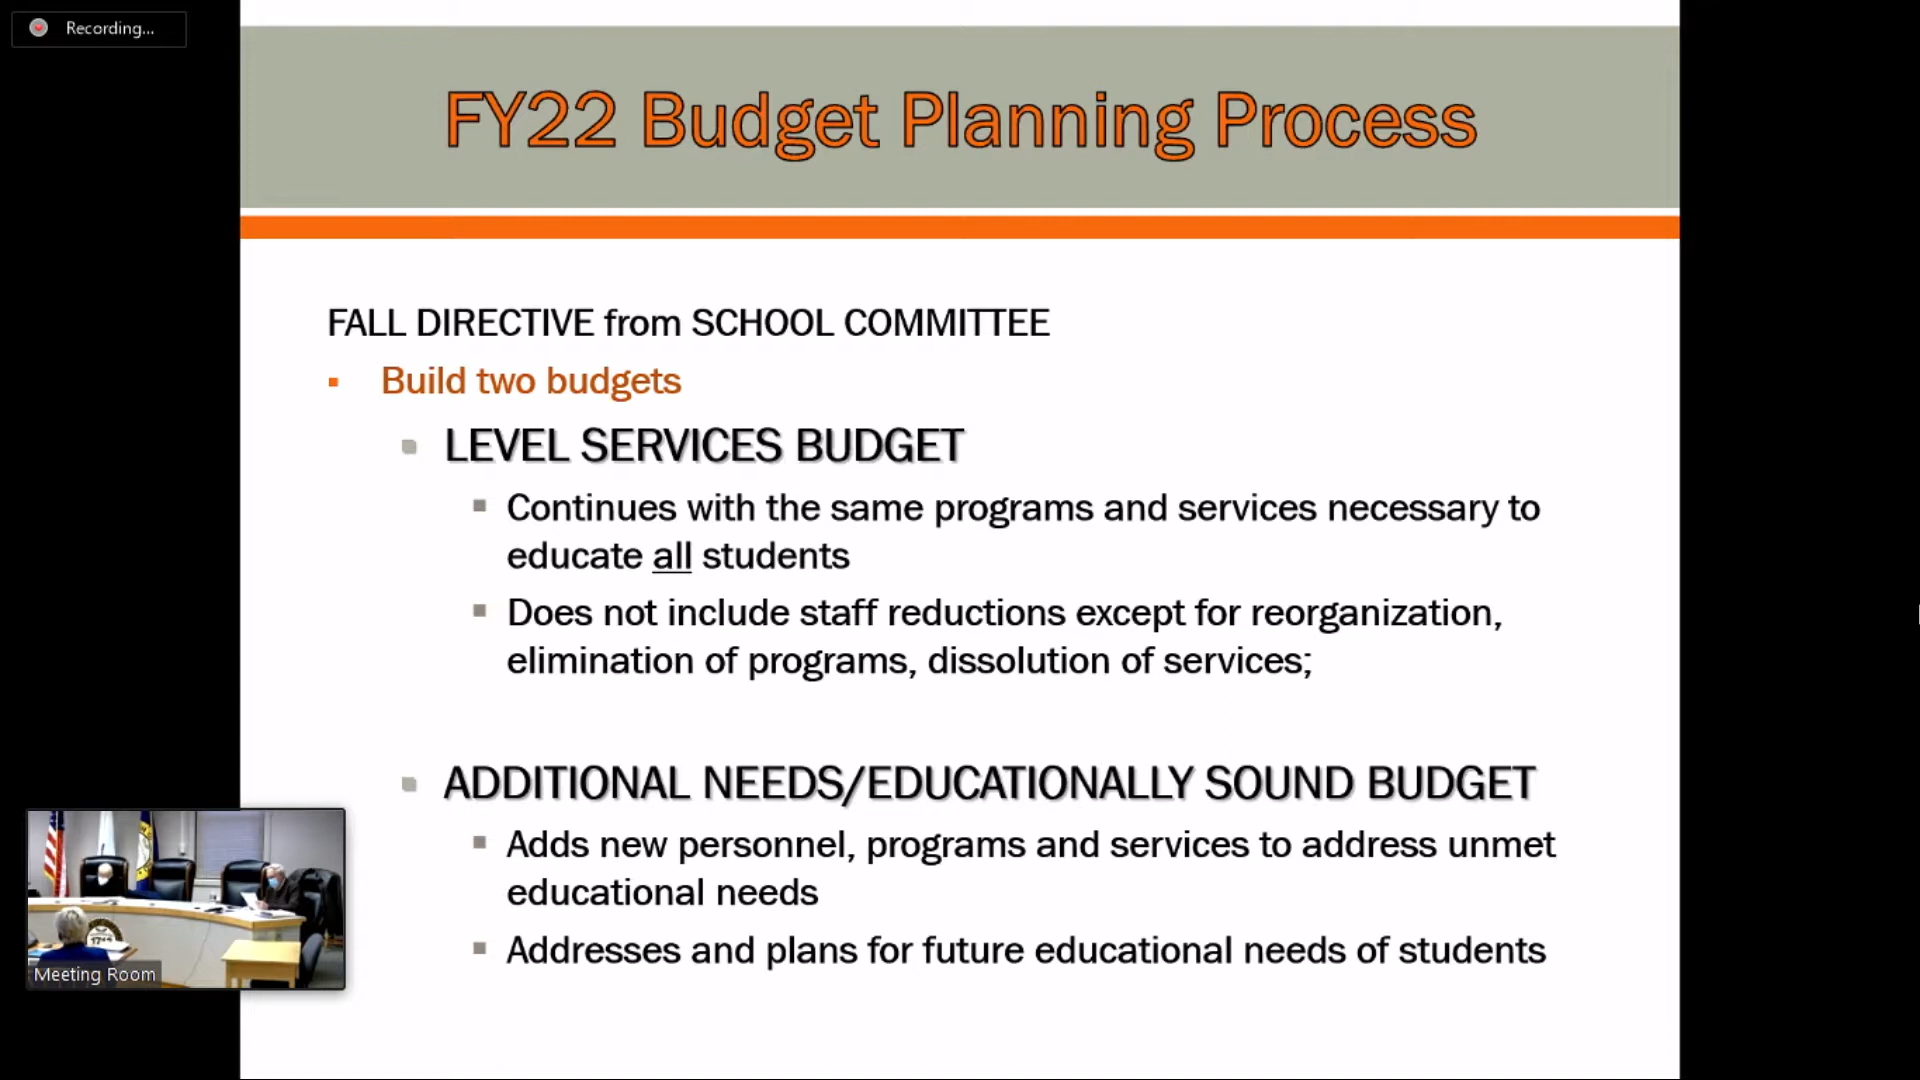 Recording...
FY22 Budget Planning Process
FALL DIRECTIVE from SCHOOL COMMITTEE
Build two budgets
LEVEL SERVICES BUDGET
Continues with the same programs and services necessary to
educate all students
Does not include staff reductions except for reorganization,
elimination of programs, dissolution of services;
ADDITIONAL NEEDS/EDUCATIONALLY SOUND BUDGET
Adds new personnel, programs and services to address unmet
educational needs
Addresses and plans for future educational needs of students
Meeting Room